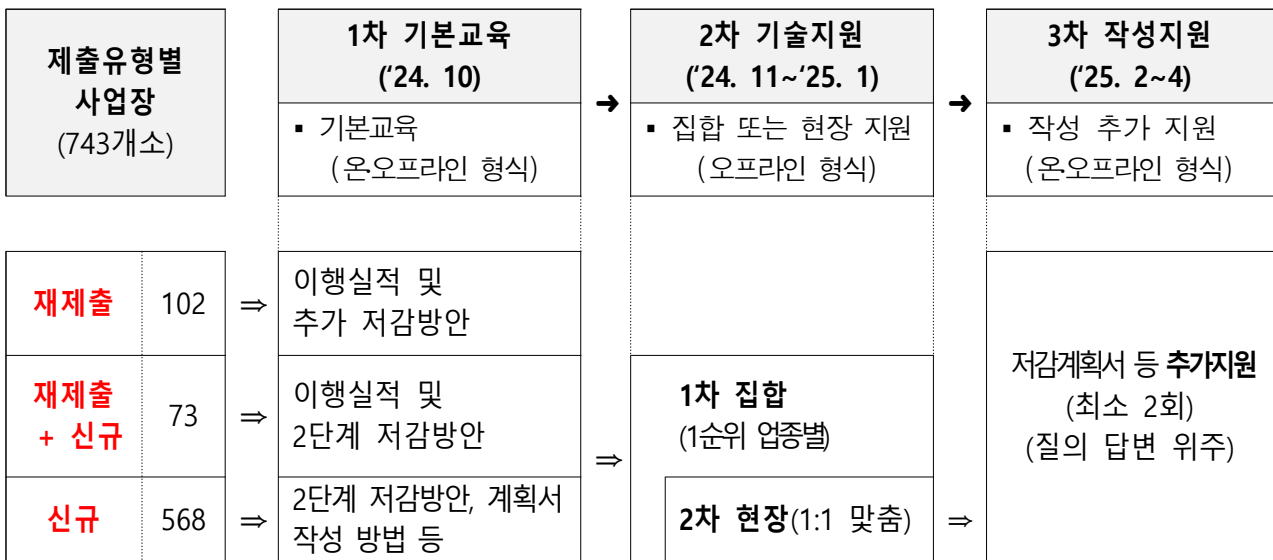 제출유형별
사업장
(743개소)
1차 기본교육
(‘24. 10)
▪ 기본교육
(온·오프라인 형식)
➜
2차 기술지원
(‘24. 11~‘25. 1)
▪ 집합 또는 현장 지원
(오프라인 형식)
➜
3차 작성지원
(‘25. 2~4)
▪ 작성 추가 지원
(온·오프라인 형식)
재제출 102 ⇒
이행실적 및
추가 저감방안
재제출
+ 신규
73 ⇒
이행실적 및
2단계 저감방안
신규 568 ⇒
2단계 저감방안, 계획서
작성 방법 등
⇒
1차 집합
(1순위 업종별)
2차 현장(1:1 맞춤)
⇒
저감계획서 등 추가지원
(최소 2회)
(질의 답변 위주)